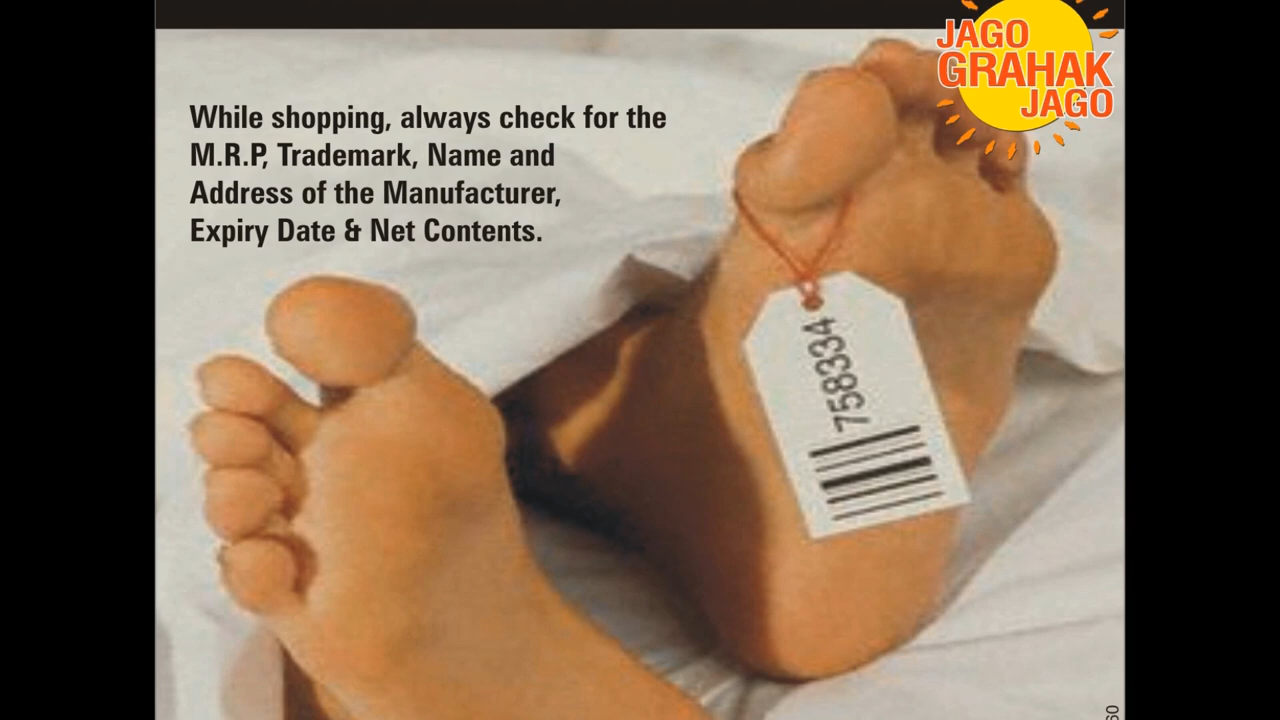 JAGO
GRAHAK
JAGO
While shopping, always check for the
M.R.P, Trademark, Name and
Address of the Manufacturer,
Expiry Date & Net Contents.
758334
60